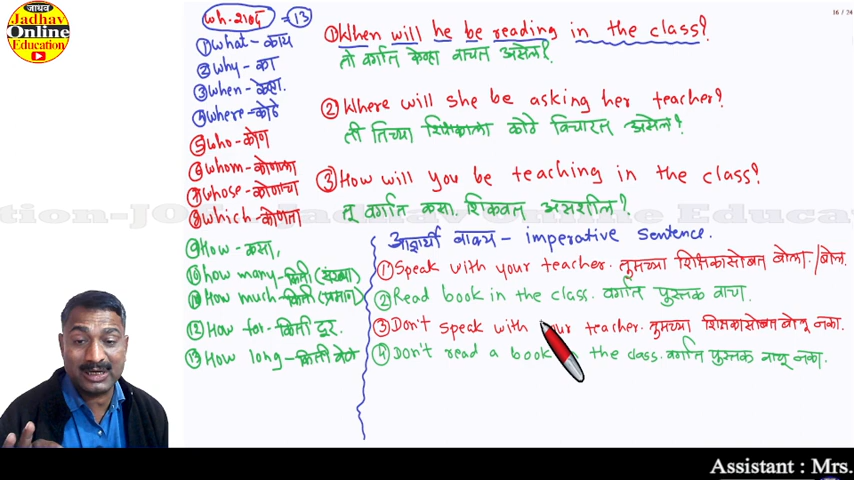 जाधव
Jadhav
Online
Education
wh. शब्द = 13
① what - काय
② why - का
③ when - केव्हा.
④ where - कोठे
⑤ who - कोण
⑥ whom - कोणाला
⑦ whose - कोणाचा
⑧ which - कोणता
⑨ How - कसा,
⑩ how many - किती (संख्या)
⑪ How much - किती (प्रमाण)
⑫ How far - किती दूर.
⑬ How long - किती वेळ
16 / 24
① When will he be reading in the class?
तो वर्गात केव्हा वाचत असेल?
② Where will she be asking her teacher?
ती तिच्या शिक्षकाला कोठे विचारत असेल?
③ How will you be teaching in the class?
तू वर्गात कसा शिकवत असशील?
आज्ञार्थी वाक्य - imperative sentence.
① Speak with your teacher. तुमच्या शिक्षकासोबत बोला/बोल.
② Read book in the class. वर्गात पुस्तक वाचा.
③ Don't speak with your teacher. तुमच्या शिक्षकासोबत बोलू नका.
④ Don't read a book in the class. वर्गात पुस्तक वाचू नका.
Assistant : Mrs.